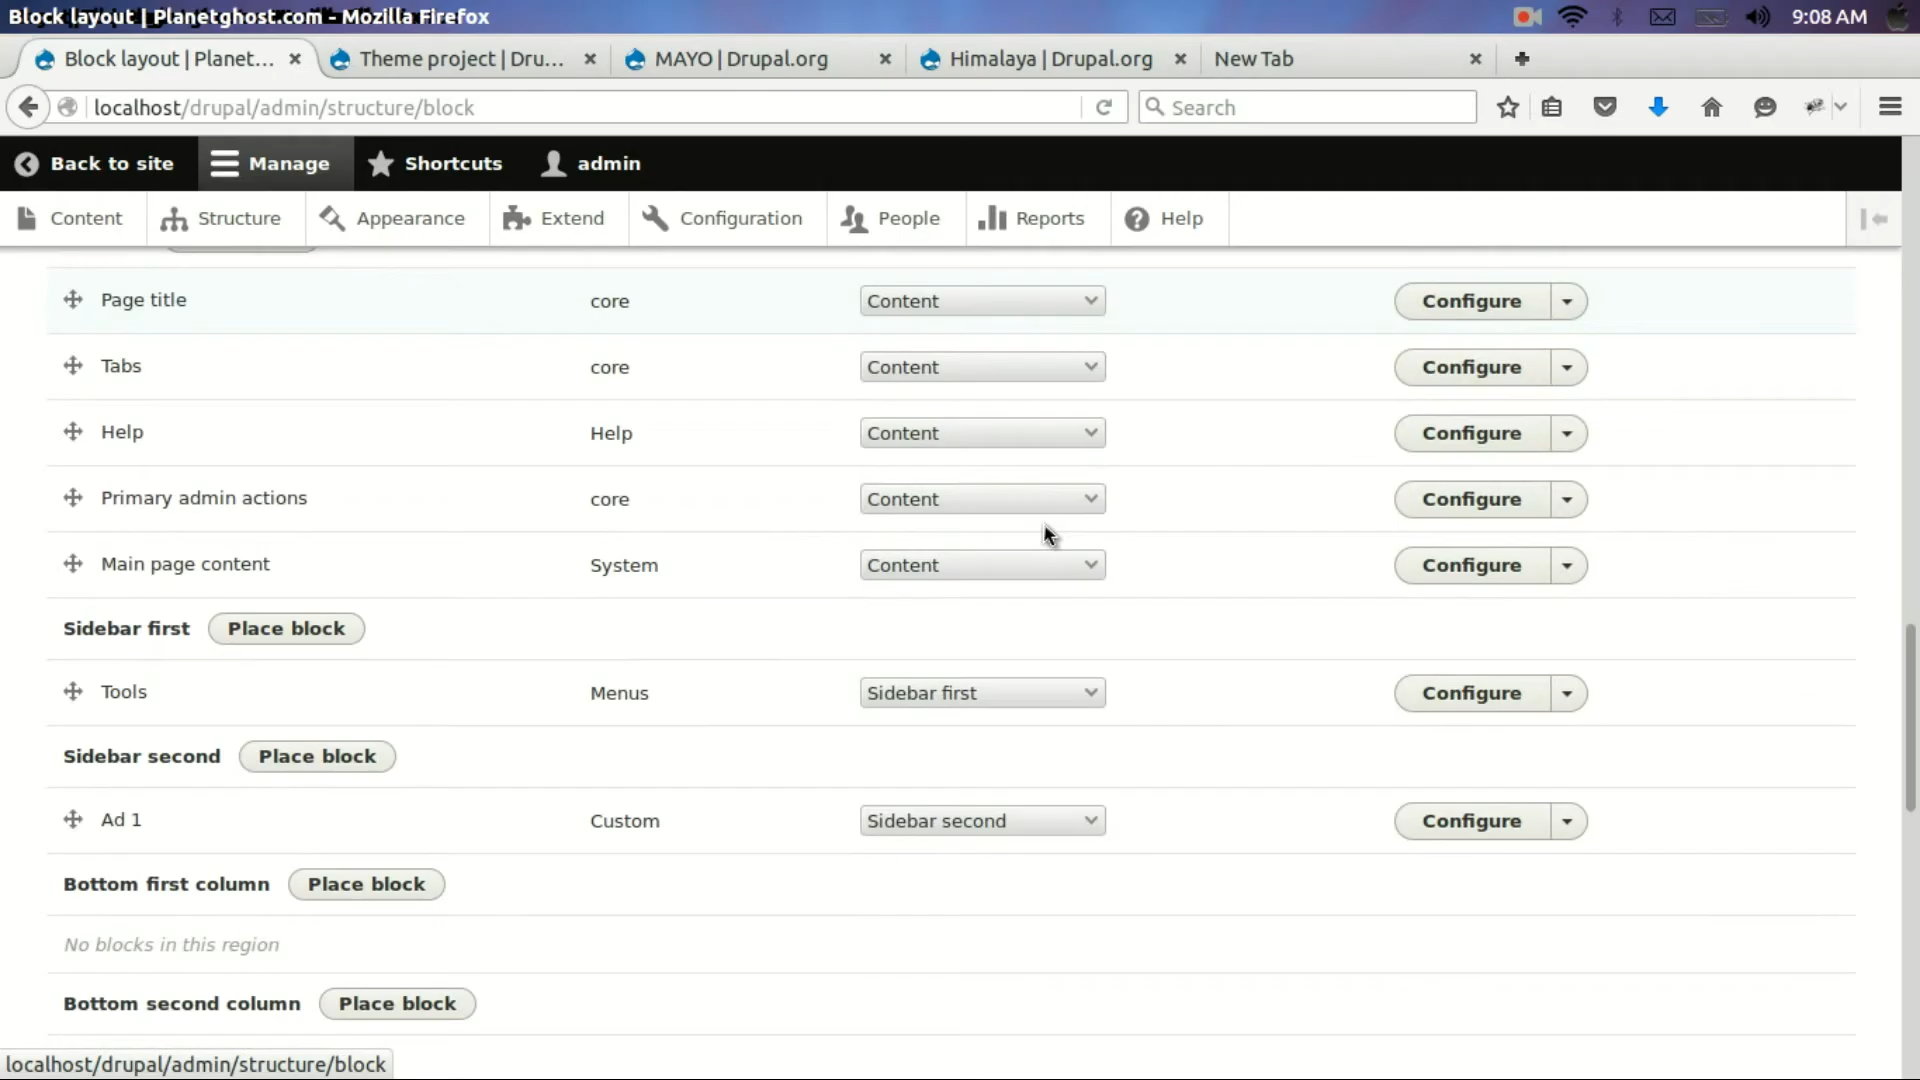 Block layout | Planetghost.com - Mozilla Firefox
9:08 AM
Block layout | Planet...
Theme project | Dru...
MAYO | Drupal.org
Himalaya | Drupal.org
New Tab
localhost/drupal/admin/structure/block
Search
Back to site
Manage
Shortcuts
admin
Content
Structure
Appearance
Extend
Configuration
People
Reports
Help
Page title core Content Configure
Tabs core Content Configure
Help Help Content Configure
Primary admin actions core Content Configure
Main page content System Content Configure
Sidebar first Place block
Tools Menus Sidebar first Configure
Sidebar second Place block
Ad 1 Custom Sidebar second Configure
Bottom first column Place block
No blocks in this region
Bottom second column Place block
localhost/drupal/admin/structure/block